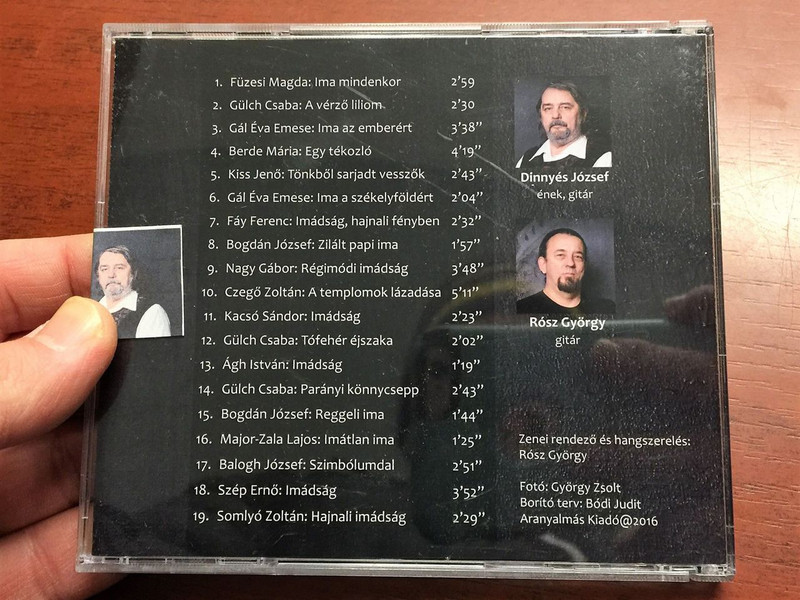 1. Füzesi Magda: Ima mindenkor 2'59
2. Gülch Csaba: A vérző liliom 2'30
3. Gál Éva Emese: Ima az emberért 3'38”
4. Berde Mária: Egy tékozló 4'19”
5. Kiss Jenő: Tönkből sarjadt vesszők 2'43”
6. Gál Éva Emese: Ima a székelyföldért 2'04”
7. Fáy Ferenc: Imádság, hajnali fényben 2'32”
8. Bogdán József: Zilált papi ima 1'57”
9. Nagy Gábor: Régimódi imádság 3'48”
10. Czegő Zoltán: A templomok lázadása 5'11”
11. Kacsó Sándor: Imádság 2'23”
12. Gülch Csaba: Tófehér éjszaka 2'02”
13. Ágh István: Imádság 1'19”
14. Gülch Csaba: Parányi könnycsepp 2'43”
15. Bogdán József: Reggeli ima 1'44”
16. Major-Zala Lajos: Imátlan ima 1'25”
17. Balogh József: Szimbólumdal 2'51”
18. Szép Ernő: Imádság 3'52”
19. Somlyó Zoltán: Hajnali imádság 2'29”
Dinnyés József
ének, gitár
Rósz György
gitár
Zenei rendező és hangszerelés:
Rósz György
Fotó: György Zsolt
Borító terv: Bódi Judit
Aranyalmás Kiadó@2016